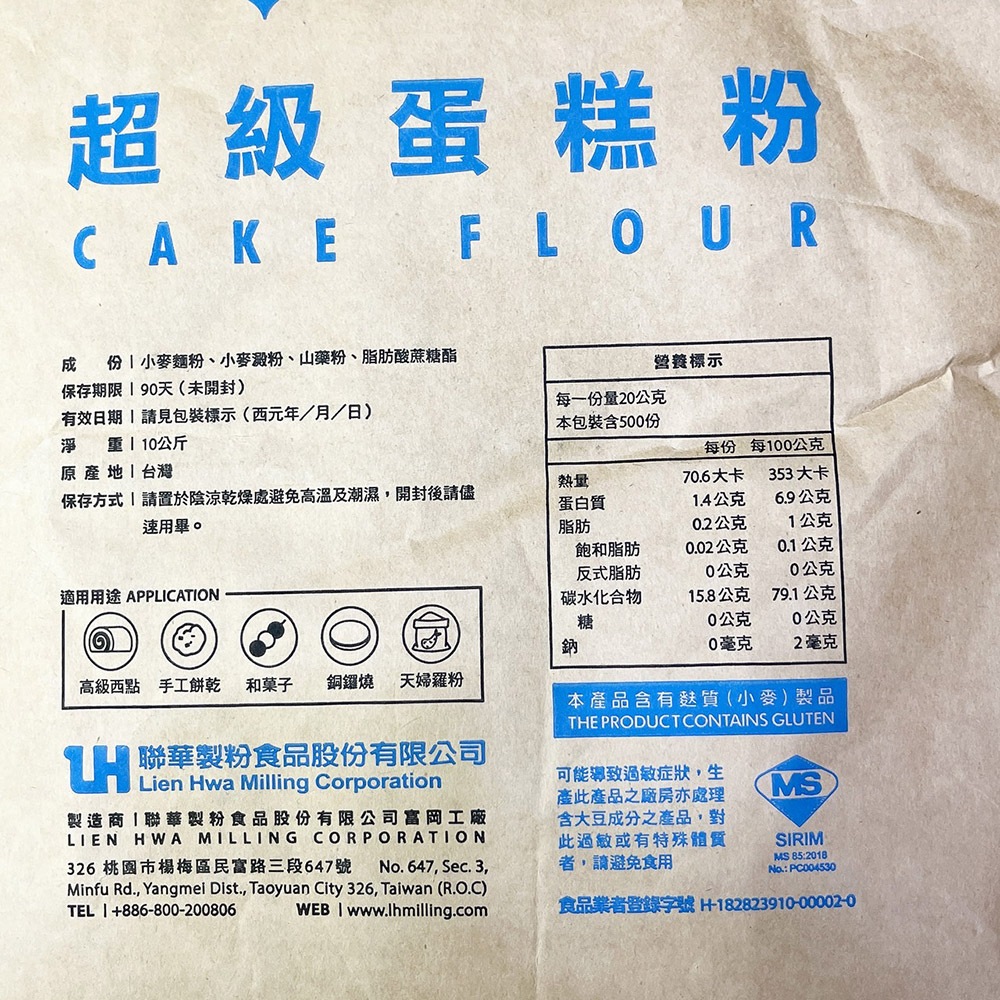 超級蛋糕粉
CAKE FLOUR
成份|小麥麵粉、小麥澱粉、山藥粉、脂肪酸蔗糖酯
保存期限|90天（未開封）
有效日期|請見包裝標示（西元年/月/日）
淨重|10公斤
原產地|台灣
保存方式|請置於陰涼乾燥處避免高溫及潮濕，開封後請儘
速用畢。
適用用途 APPLICATION
高級西點 手工餅乾 和菓子 銅鑼燒 天婦羅粉
LH 聯華製粉食品股份有限公司
Lien Hwa Milling Corporation
製造商|聯華製粉食品股份有限公司富岡工廠
LIEN HWA MILLING CORPORATION
326 桃園市楊梅區民富路三段647號 No. 647, Sec. 3,
Minfu Rd., Yangmei Dist., Taoyuan City 326, Taiwan (R.O.C)
TEL | +886-800-200806 WEB | www.lhmilling.com
營養標示
每一份量20公克
本包裝含500份
每份 每100公克
熱量 70.6大卡 353大卡
蛋白質 1.4公克 6.9公克
脂肪 0.2公克 1公克
飽和脂肪 0.02公克 0.1公克
反式脂肪 0公克 0公克
碳水化合物 15.8公克 79.1公克
糖 0公克 0公克
鈉 0毫克 2毫克
本產品含有麩質（小麥）製品
THE PRODUCT CONTAINS GLUTEN
可能導致過敏症狀，生
產此產品之廠房亦處理
含大豆成分之產品，對
此過敏或有特殊體質
者，請避免食用
MS
SIRIM
MS 85:2018
No.: PC004530
食品業者登錄字號 H-182823910-00002-0